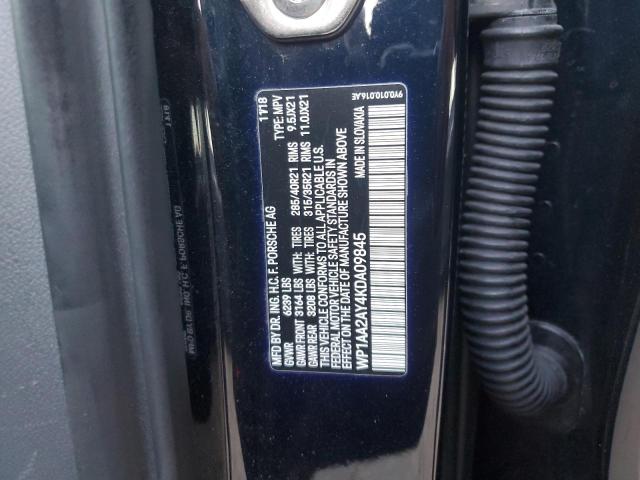 MFD BY DR. ING. H.C. F. PORSCHE AG 11/18
GVWR 6239 LBS TYPE: MPV
GAWR FRONT 3164 LBS WITH: TIRES 285/40R21 RIMS 9.5JX21
GAWR REAR 3208 LBS WITH: TIRES 315/35R21 RIMS 11.0JX21
THIS VEHICLE CONFORMS TO ALL APPLICABLE U.S.
FEDERAL MOTOR VEHICLE SAFETY STANDARDS IN
EFFECT ON DATE OF MANUFACTURE SHOWN ABOVE
WP1AA2AY4KDA09845 MADE IN SLOVAKIA
9Y0.010.016.AE